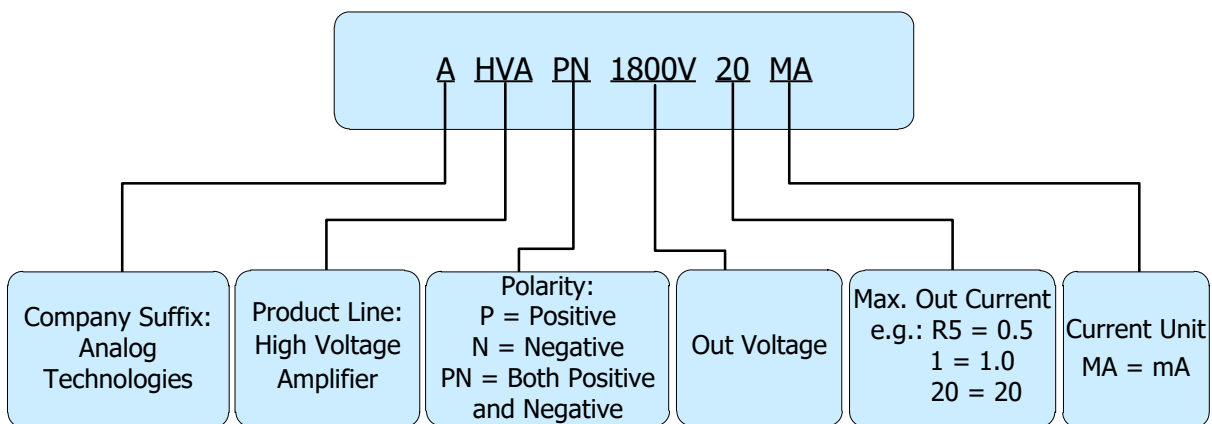 A HVA PN 1800V 20 MA
Company Suffix:
Analog
Technologies
Product Line:
High Voltage
Amplifier
Polarity:
P = Positive
N = Negative
PN = Both Positive
and Negative
Out Voltage
Max. Out Current
e.g.: R5 = 0.5
1 = 1.0
20 = 20
Current Unit
MA = mA